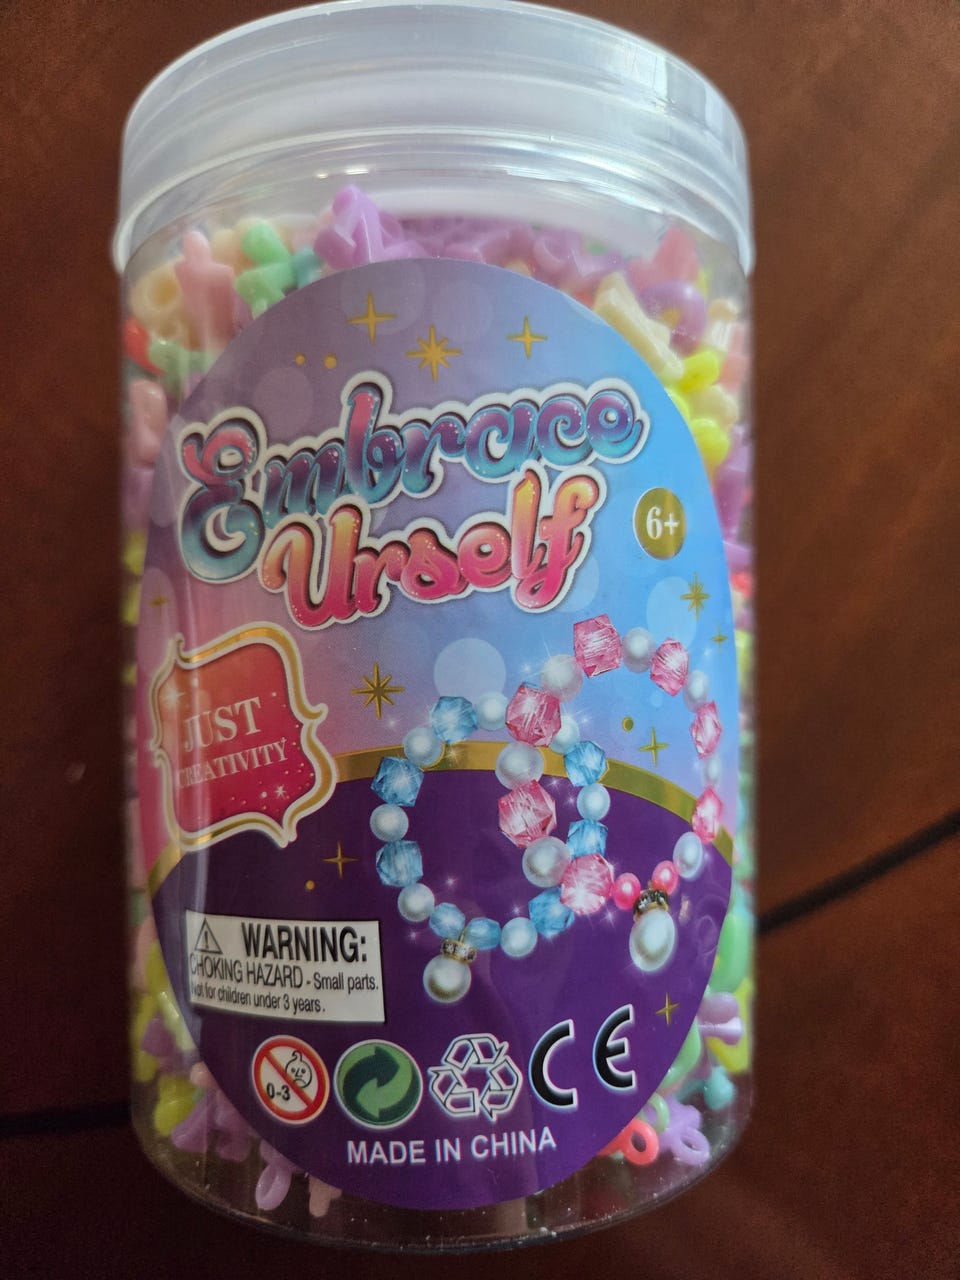 Embrace
Urself
6+
JUST
CREATIVITY
WARNING:
CHOKING HAZARD - Small parts.
Not for children under 3 years.
0-3
CE
MADE IN CHINA